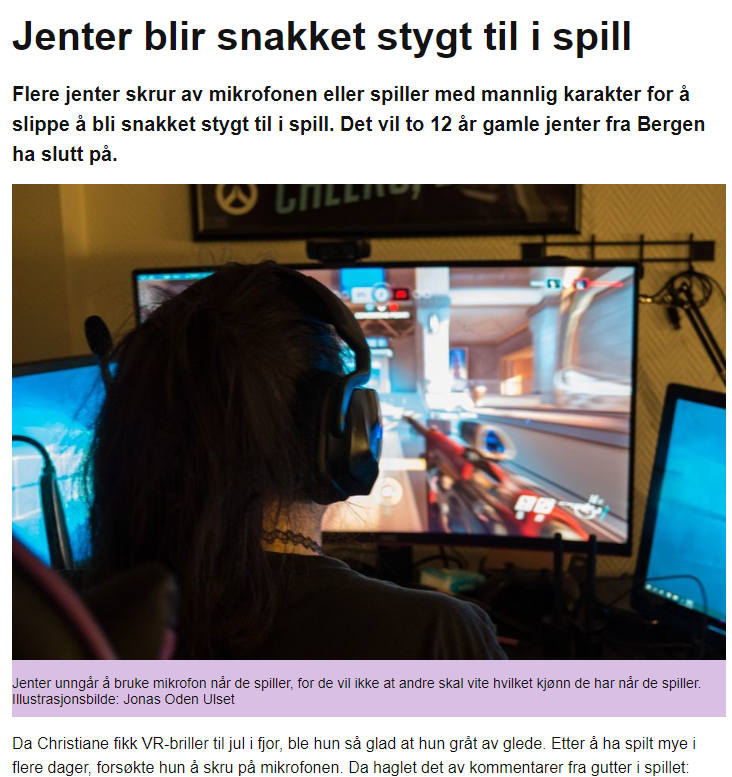 Jenter blir snakket stygt til i spill
Flere jenter skrur av mikrofonen eller spiller med mannlig karakter for å
slippe å bli snakket stygt til i spill. Det vil to 12 år gamle jenter fra Bergen
ha slutt på.
Jenter unngår å bruke mikrofon når de spiller, for de vil ikke at andre skal vite hvilket kjønn de har når de spiller.
Illustrasjonsbilde: Jonas Oden Ulset
Da Christiane fikk VR-briller til jul i fjor, ble hun så glad at hun gråt av glede. Etter å ha spilt mye i
flere dager, forsøkte hun å skru på mikrofonen. Da haglet det av kommentarer fra gutter i spillet: